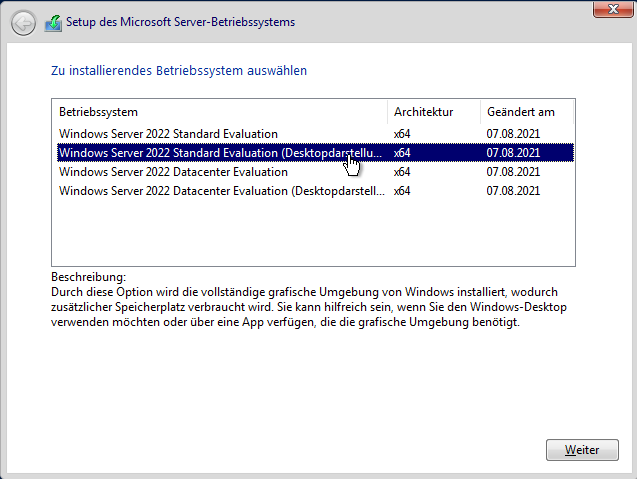 Setup des Microsoft Server-Betriebssystems
Zu installierendes Betriebssystem auswählen
Betriebssystem Architektur Geändert am
Windows Server 2022 Standard Evaluation x64 07.08.2021
Windows Server 2022 Standard Evaluation (Desktopdarstellu... x64 07.08.2021
Windows Server 2022 Datacenter Evaluation x64 07.08.2021
Windows Server 2022 Datacenter Evaluation (Desktopdarstell... x64 07.08.2021
Beschreibung:
Durch diese Option wird die vollständige grafische Umgebung von Windows installiert, wodurch
zusätzlicher Speicherplatz verbraucht wird. Sie kann hilfreich sein, wenn Sie den Windows-Desktop
verwenden möchten oder über eine App verfügen, die die grafische Umgebung benötigt.
Weiter